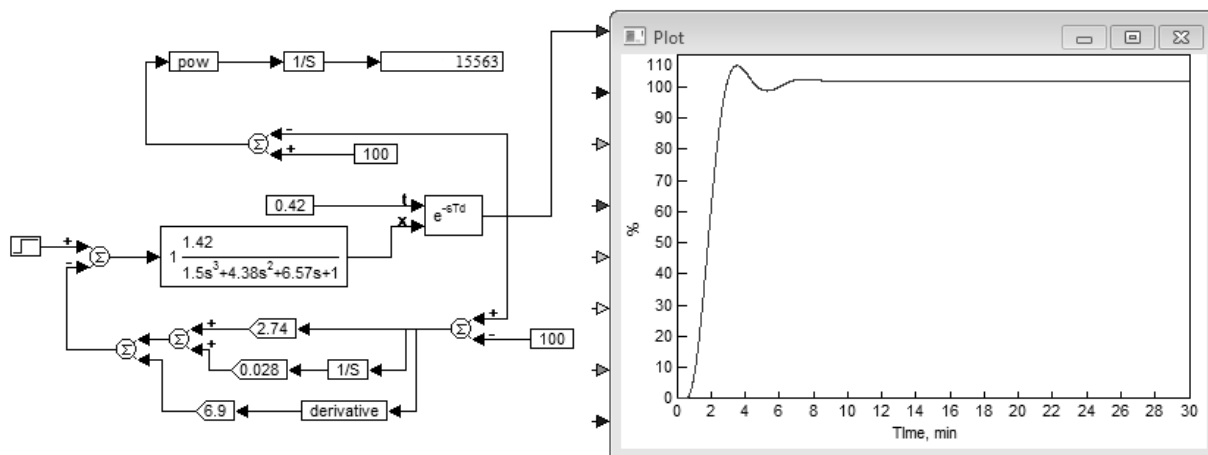 pow
1/S
15563
-
+
100
0.42
t
x
e^-sTd
+
-
1
1.42
1.5s^3+4.38s^2+6.57s+1
+
2.74
+
0.028
1/S
6.9
derivative
+
-
100
Σ
Σ
Σ
Σ
Σ
Plot
%
110
100
90
80
70
60
50
40
30
20
10
0
0 2 4 6 8 10 12 14 16 18 20 22 24 26 28 30
TIme, min